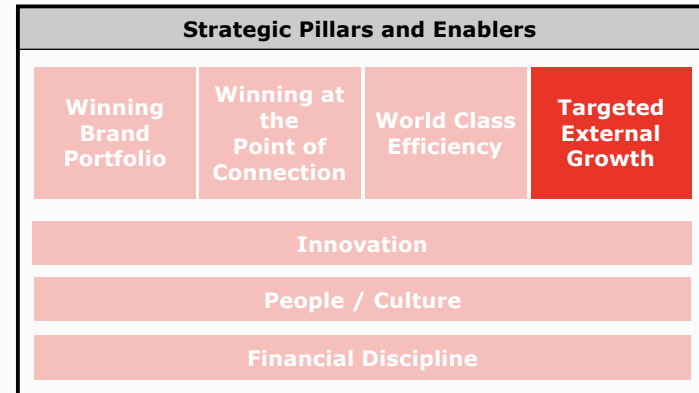 Strategic Pillars and Enablers
Winning
Brand
Portfolio
Winning at
the
Point of
Connection
World Class
Efficiency
Targeted
External
Growth
Innovation
People / Culture
Financial Discipline